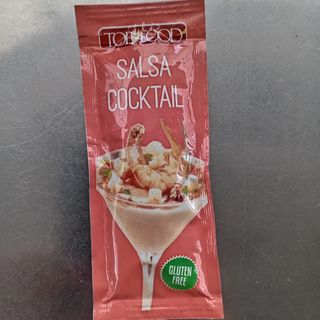 TOP FOOD
SALSA
COCKTAIL
GLUTEN
FREE